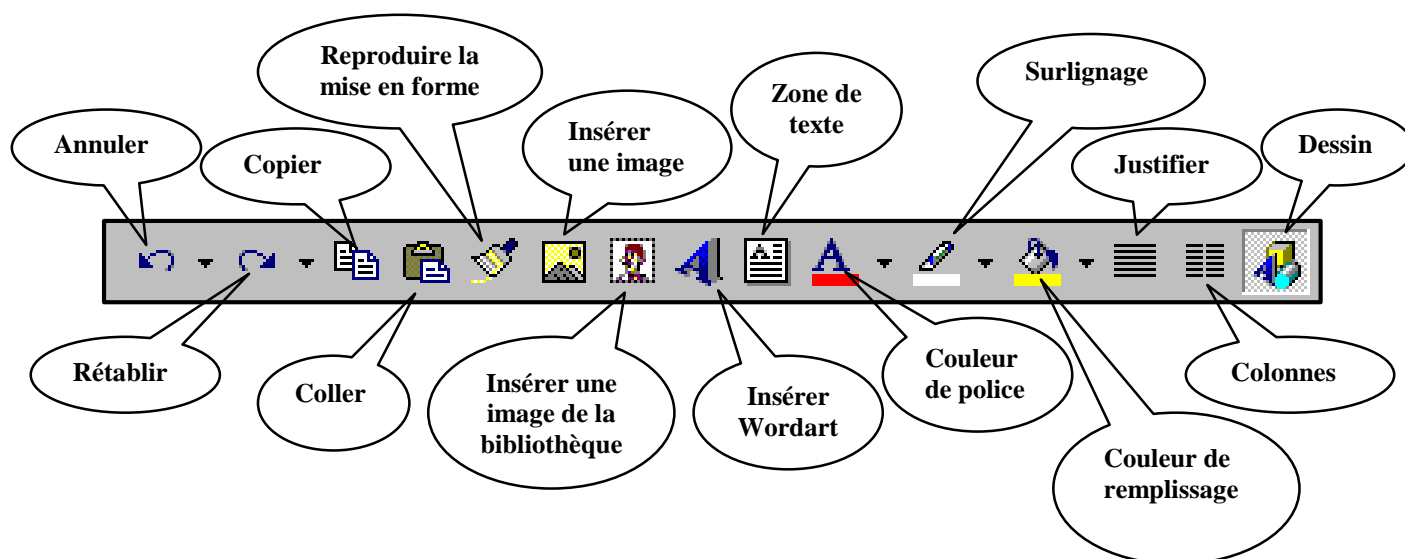 Reproduire la
mise en forme
Surlignage
Zone de
texte
Annuler
Insérer
une image
Dessin
Copier
Justifier
Rétablir
Coller
Insérer une
image de la
bibliothèque
Insérer
Wordart
Couleur
de police
Colonnes
Couleur de
remplissage